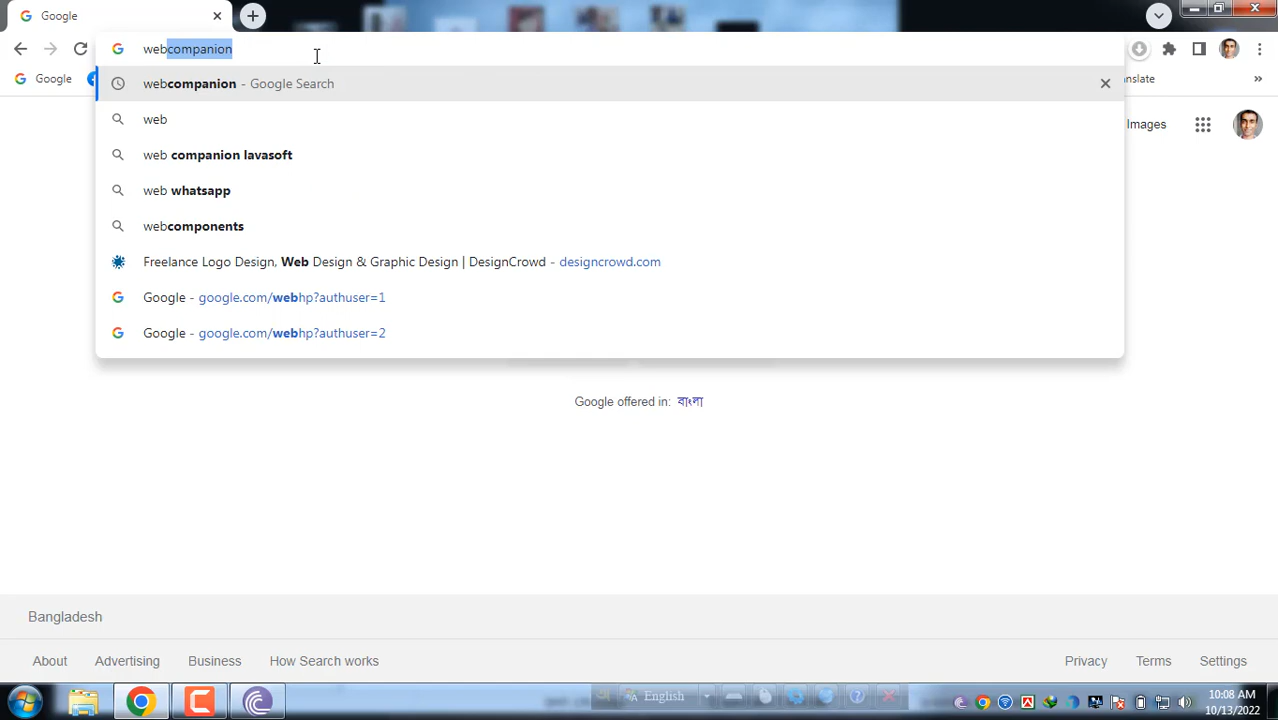 Google
webcompanion
Google
nslate
»
webcompanion - Google Search
web
web companion lavasoft
web whatsapp
webcomponents
Freelance Logo Design, Web Design & Graphic Design | DesignCrowd - designcrowd.com
Google - google.com/webhp?authuser=1
Google - google.com/webhp?authuser=2
Images
Google offered in: বাংলা
Bangladesh
About Advertising Business How Search works Privacy Terms Settings
English
10:08 AM
10/13/2022